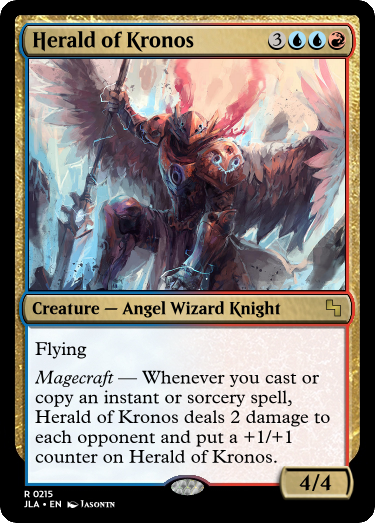 Herald of Kronos 3
Creature — Angel Wizard Knight
Flying
Magecraft — Whenever you cast or
copy an instant or sorcery spell,
Herald of Kronos deals 2 damage to
each opponent and put a +1/+1
counter on Herald of Kronos.
4/4
R 0215
JLA • EN Jasontn